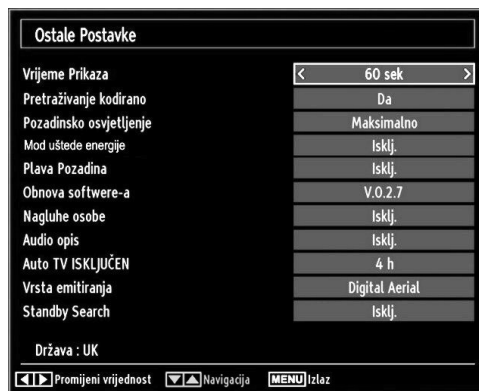 Ostale Postavke
Vrijeme Prikaza < 60 sek >
Pretraživanje kodirano Da
Pozadinsko osvjetljenje Maksimalno
Mod uštede energije Isklj.
Plava Pozadina Isklj.
Obnova softwere-a V.0.2.7
Nagluhe osobe Isklj.
Audio opis Isklj.
Auto TV ISKLJUČEN 4 h
Vrsta emitiranja Digital Aerial
Standby Search Isklj.
Država : UK
Promijeni vrijednost Navigacija MENU Izlaz